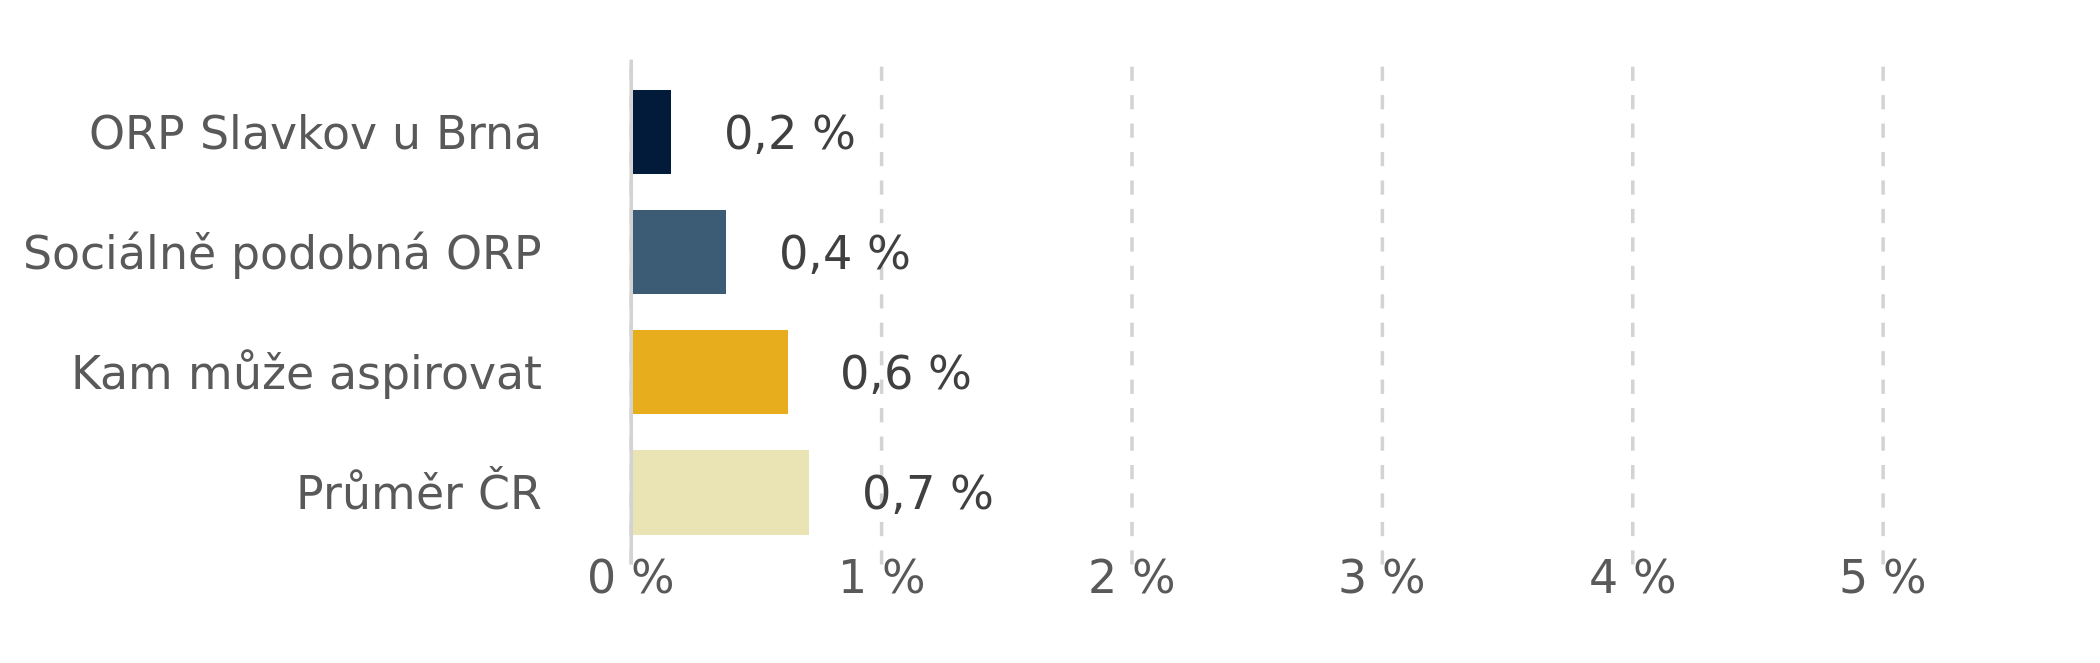 ORP Slavkov u Brna 0,2 %
Sociálně podobná ORP 0,4 %
Kam může aspirovat 0,6 %
Průměr ČR 0,7 %
0 % 1 % 2 % 3 % 4 % 5 %